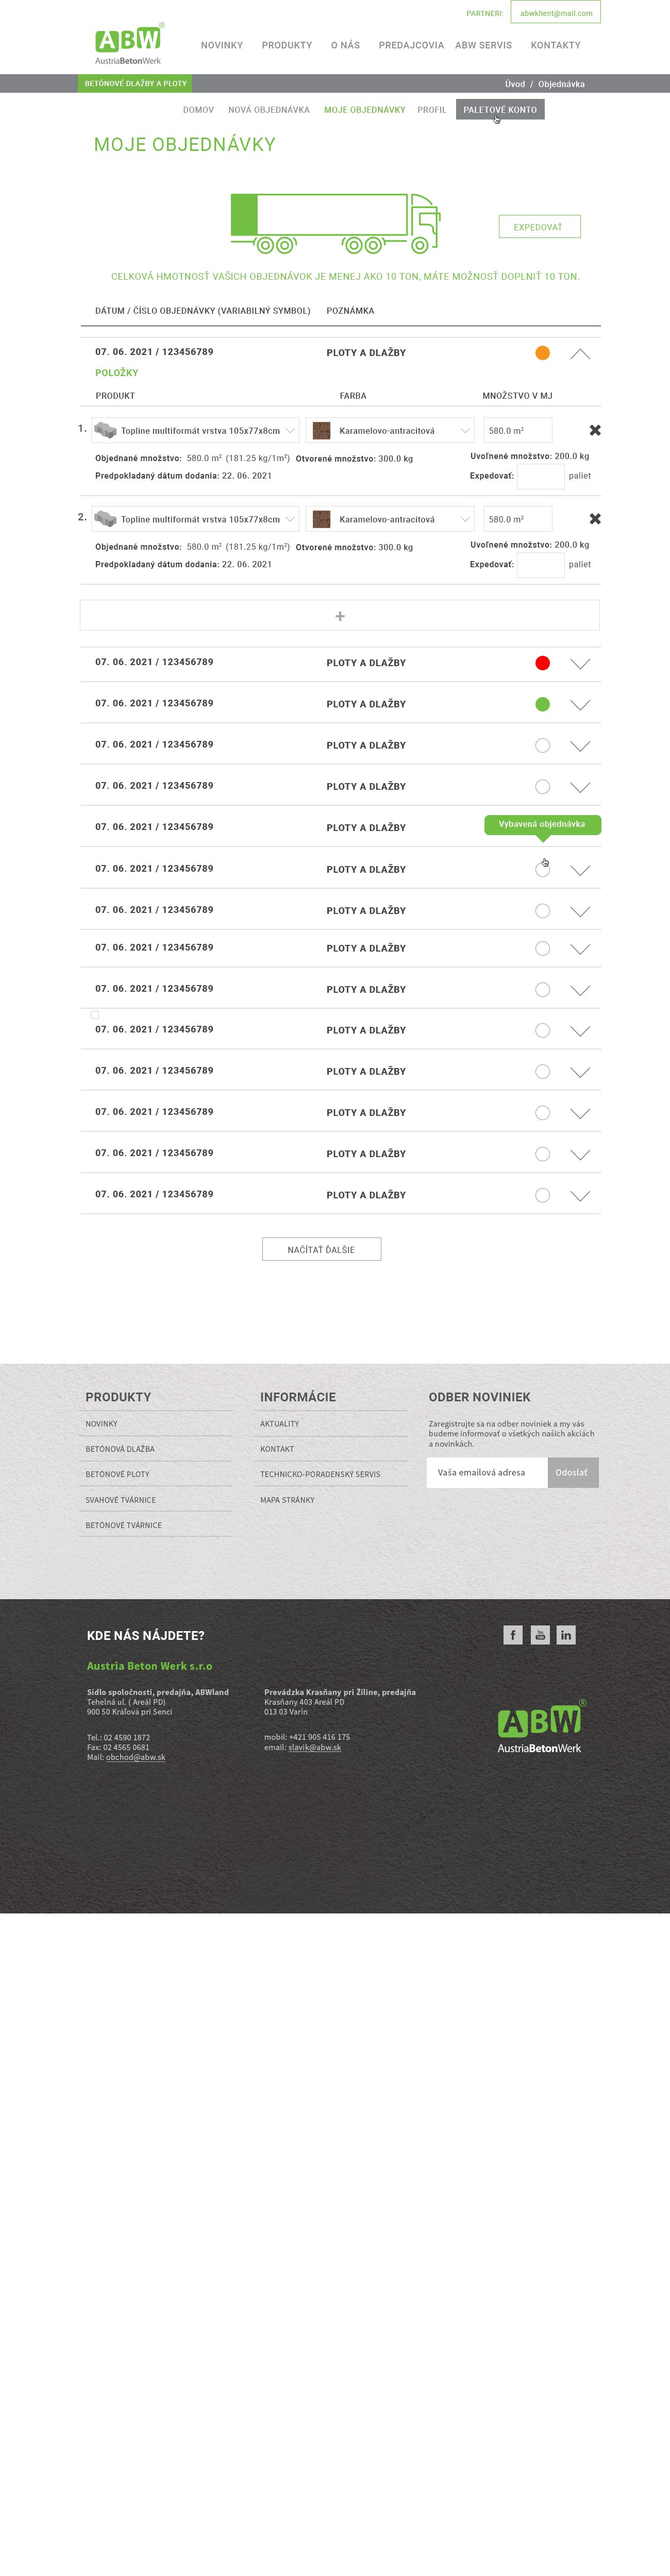 PARTNERI:
abwklient@mail.com
ABW®
AustriaBetonWerk
NOVINKY PRODUKTY O NÁS PREDAJCOVIA ABW SERVIS KONTAKTY
BETÓNOVÉ DLAŽBY A PLOTY
Úvod / Objednávka
DOMOV NOVÁ OBJEDNÁVKA MOJE OBJEDNÁVKY PROFIL PALETOVÉ KONTO
MOJE OBJEDNÁVKY
EXPEDOVAŤ
CELKOVÁ HMOTNOSŤ VAŠICH OBJEDNÁVOK JE MENEJ AKO 10 TON, MÁTE MOŽNOSŤ DOPLNIŤ 10 TON.
DÁTUM / ČÍSLO OBJEDNÁVKY (VARIABILNÝ SYMBOL) POZNÁMKA
07. 06. 2021 / 123456789 PLOTY A DLAŽBY
POLOŽKY
PRODUKT FARBA MNOŽSTVO V MJ
1. Topline multiformát vrstva 105x77x8cm Karamelovo-antracitová 580.0 m² ✖
Objednané množstvo: 580.0 m² (181.25 kg/1m²) Otvorené množstvo: 300.0 kg Uvoľnené množstvo: 200.0 kg
Predpokladaný dátum dodania: 22. 06. 2021 Expedovať: paliet
2. Topline multiformát vrstva 105x77x8cm Karamelovo-antracitová 580.0 m² ✖
Objednané množstvo: 580.0 m² (181.25 kg/1m²) Otvorené množstvo: 300.0 kg Uvoľnené množstvo: 200.0 kg
Predpokladaný dátum dodania: 22. 06. 2021 Expedovať: paliet
+
07. 06. 2021 / 123456789 PLOTY A DLAŽBY
07. 06. 2021 / 123456789 PLOTY A DLAŽBY
07. 06. 2021 / 123456789 PLOTY A DLAŽBY
07. 06. 2021 / 123456789 PLOTY A DLAŽBY
07. 06. 2021 / 123456789 PLOTY A DLAŽBY Vybavená objednávka
07. 06. 2021 / 123456789 PLOTY A DLAŽBY
07. 06. 2021 / 123456789 PLOTY A DLAŽBY
07. 06. 2021 / 123456789 PLOTY A DLAŽBY
07. 06. 2021 / 123456789 PLOTY A DLAŽBY
07. 06. 2021 / 123456789 PLOTY A DLAŽBY
07. 06. 2021 / 123456789 PLOTY A DLAŽBY
07. 06. 2021 / 123456789 PLOTY A DLAŽBY
07. 06. 2021 / 123456789 PLOTY A DLAŽBY
07. 06. 2021 / 123456789 PLOTY A DLAŽBY
NAČÍTAŤ ĎALŠIE
PRODUKTY
NOVINKY
BETÓNOVÁ DLAŽBA
BETÓNOVÉ PLOTY
SVAHOVÉ TVÁRNICE
BETÓNOVÉ TVÁRNICE
INFORMÁCIE
AKTUALITY
KONTAKT
TECHNICKO-PORADENSKÝ SERVIS
MAPA STRÁNKY
ODBER NOVINIEK
Zaregistrujte sa na odber noviniek a my vás
budeme informovať o všetkých našich akciách
a novinkách.
Vaša emailová adresa Odoslať
KDE NÁS NÁJDETE?
f You Tube in
Austria Beton Werk s.r.o
Sídlo spoločnosti, predajňa, ABWland
Tehelná ul. ( Areál PD)
900 50 Kráľová pri Senci
Tel.: 02 4590 1872
Fax: 02 4565 0681
Mail: obchod@abw.sk
Prevádzka Krasňany pri Žiline, predajňa
Krasňany 403 Areál PD
013 03 Varín
mobil: +421 905 416 175
email: slavik@abw.sk
ABW®
AustriaBetonWerk